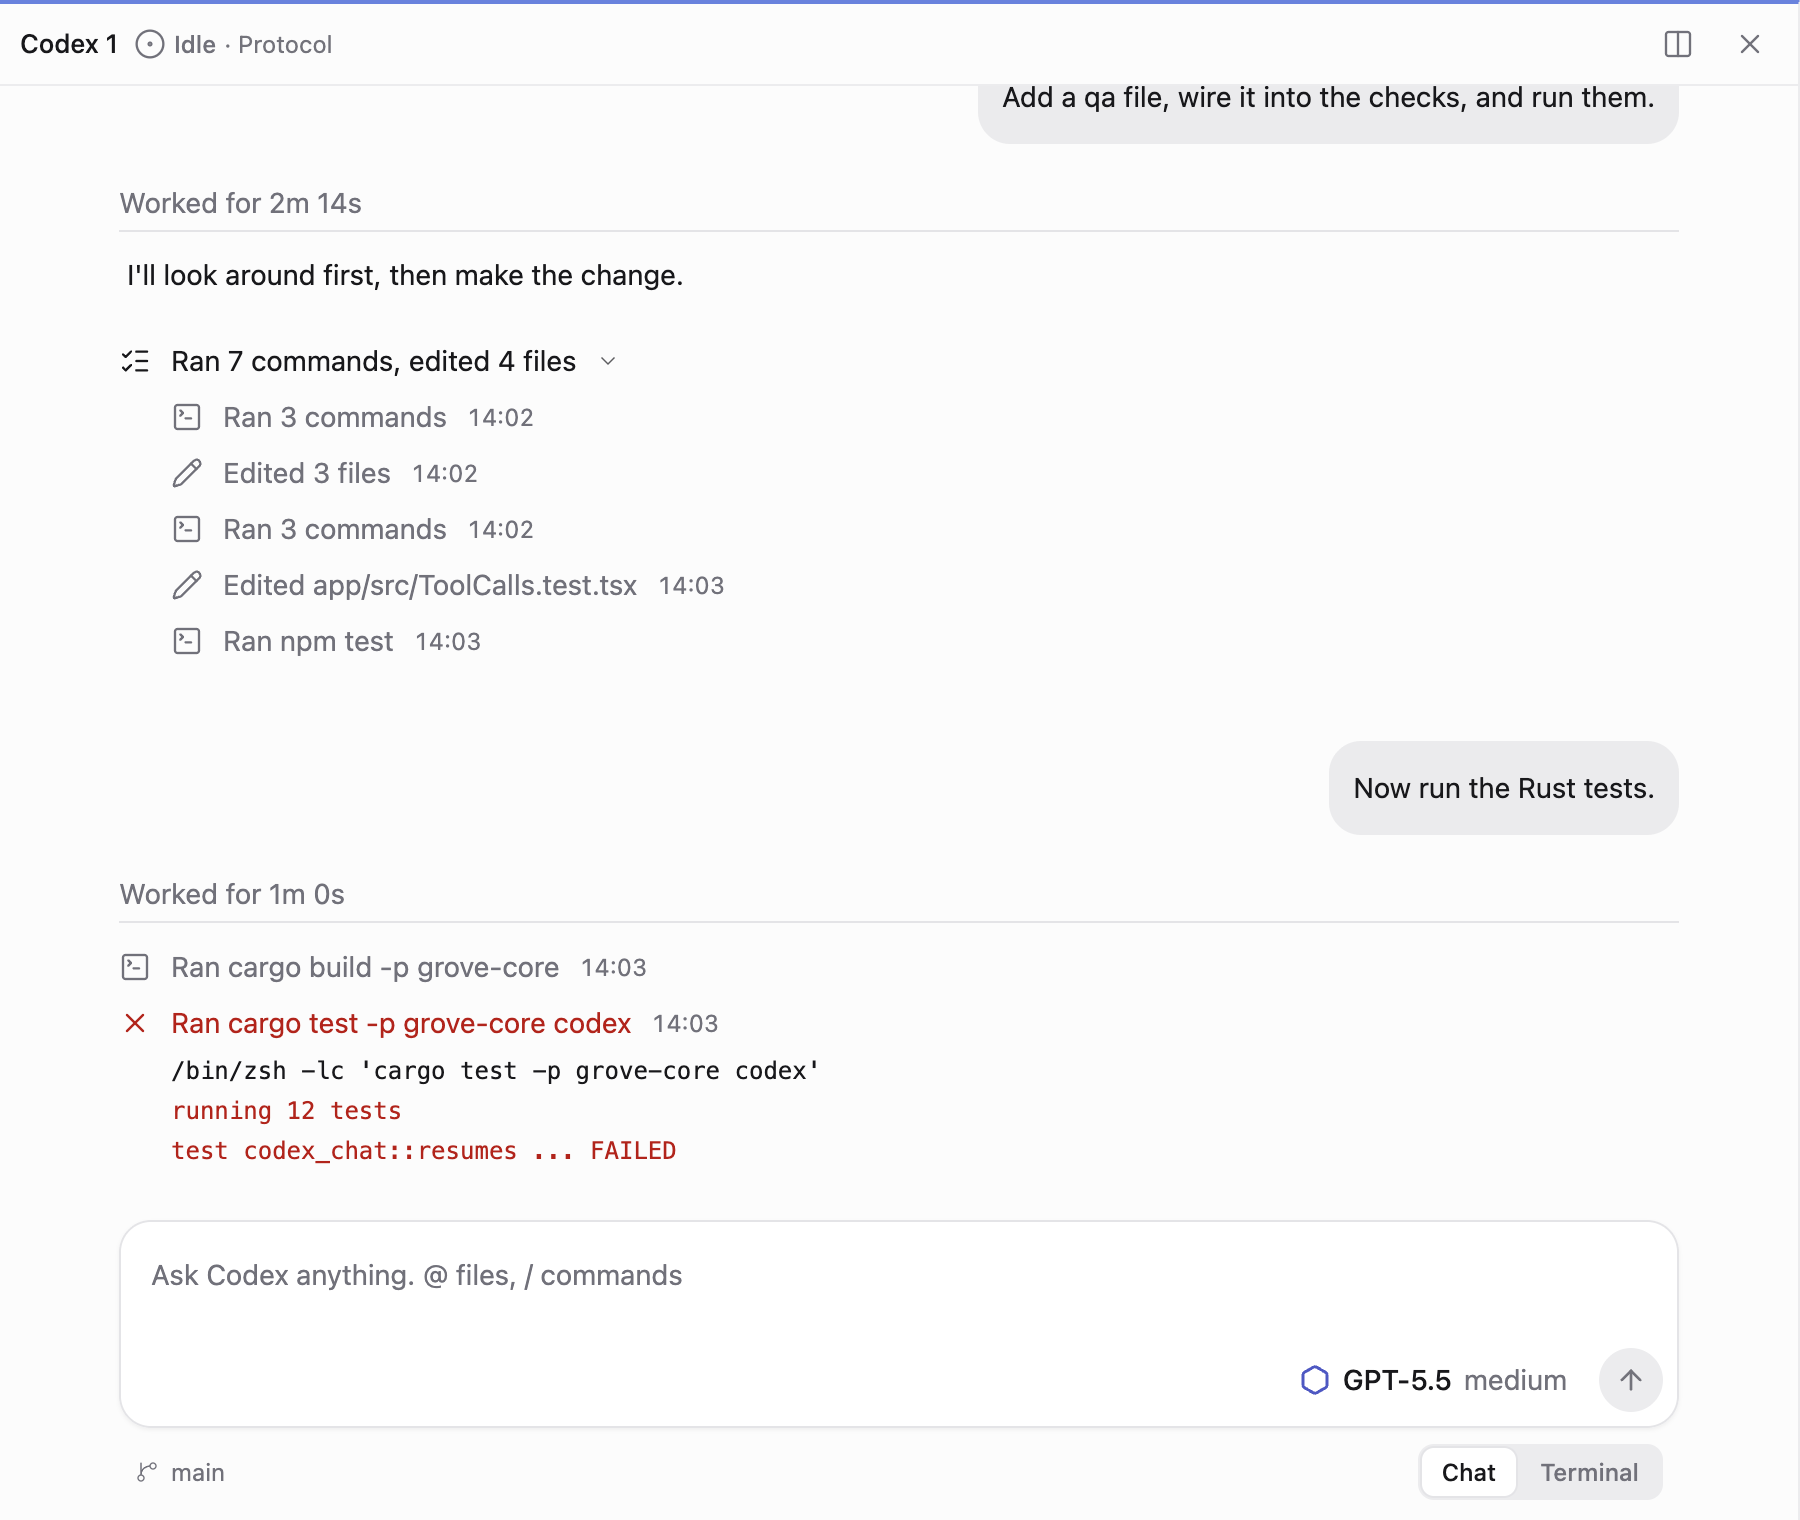 Codex 1 Idle · Protocol
Add a qa file, wire it into the checks, and run them.
Worked for 2m 14s
I'll look around first, then make the change.
Ran 7 commands, edited 4 files
Ran 3 commands 14:02
Edited 3 files 14:02
Ran 3 commands 14:02
Edited app/src/ToolCalls.test.tsx 14:03
Ran npm test 14:03
Now run the Rust tests.
Worked for 1m 0s
Ran cargo build -p grove-core 14:03
Ran cargo test -p grove-core codex 14:03
/bin/zsh -lc 'cargo test -p grove-core codex'
running 12 tests
test codex_chat::resumes ... FAILED
Ask Codex anything. @ files, / commands
GPT-5.5 medium
main
Chat Terminal